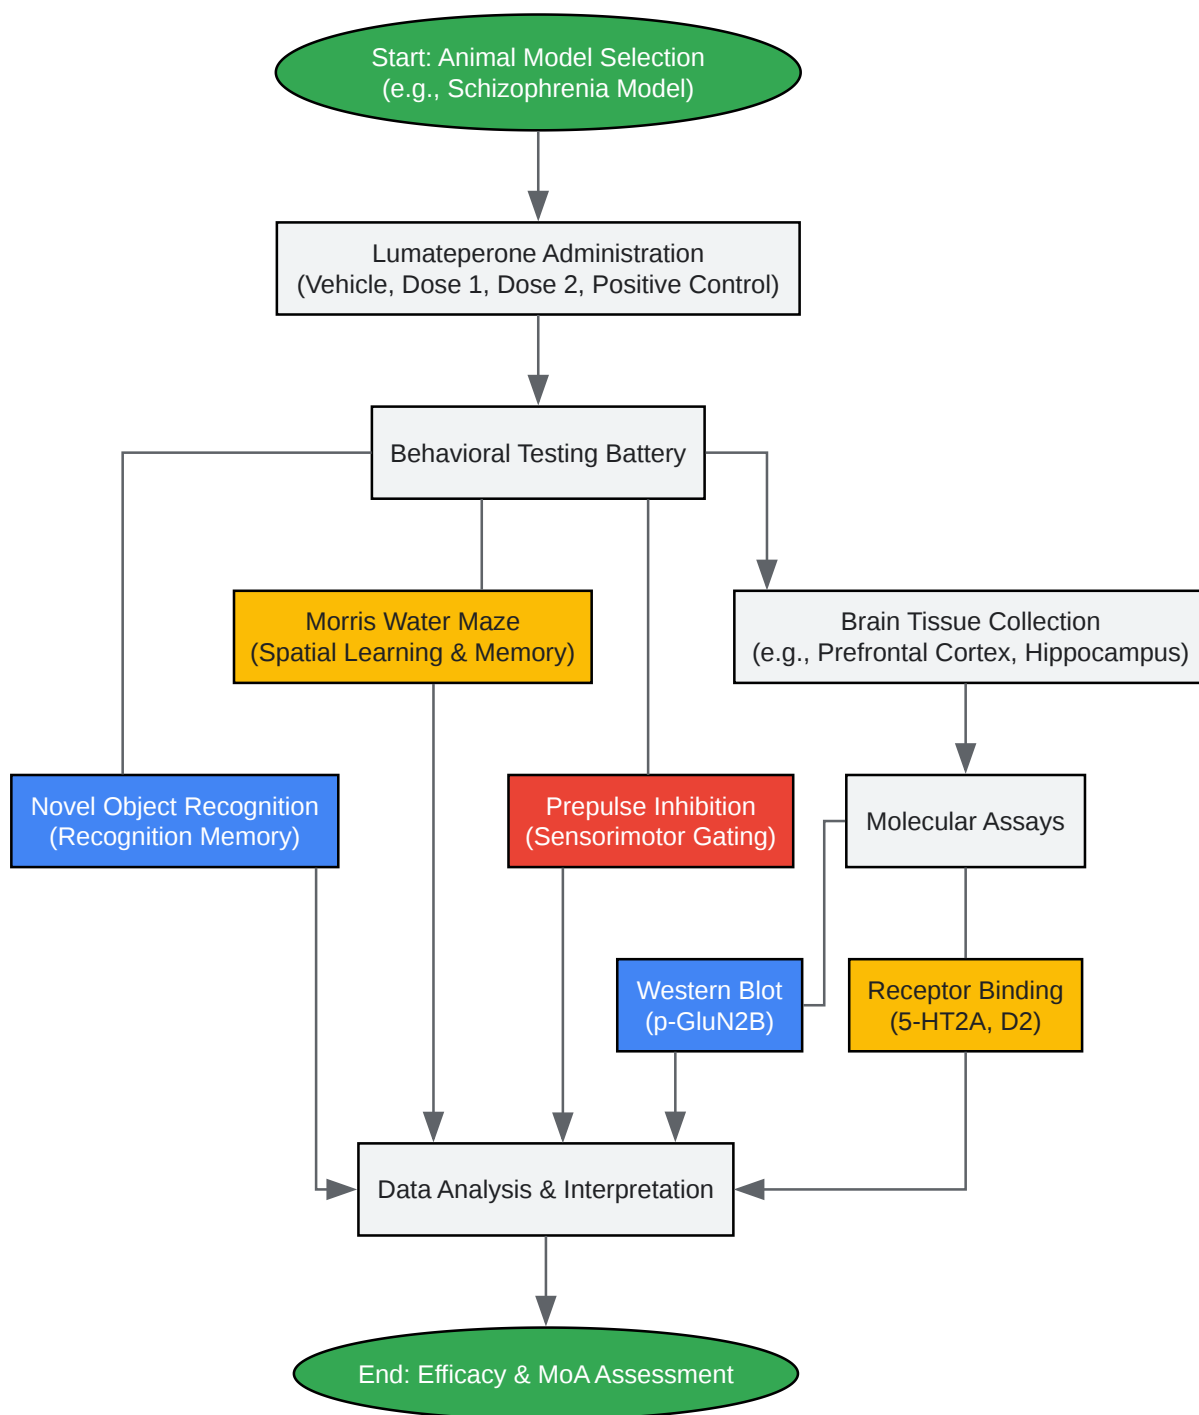 Start: Animal Model Selection
(e.g., Schizophrenia Model)
Lumateperone Administration
(Vehicle, Dose 1, Dose 2, Positive Control)
Behavioral Testing Battery
Morris Water Maze
(Spatial Learning & Memory)
Brain Tissue Collection
(e.g., Prefrontal Cortex, Hippocampus)
Novel Object Recognition
(Recognition Memory)
Prepulse Inhibition
(Sensorimotor Gating)
Molecular Assays
Western Blot
(p-GluN2B)
Receptor Binding
(5-HT2A, D2)
Data Analysis & Interpretation
End: Efficacy & MoA Assessment